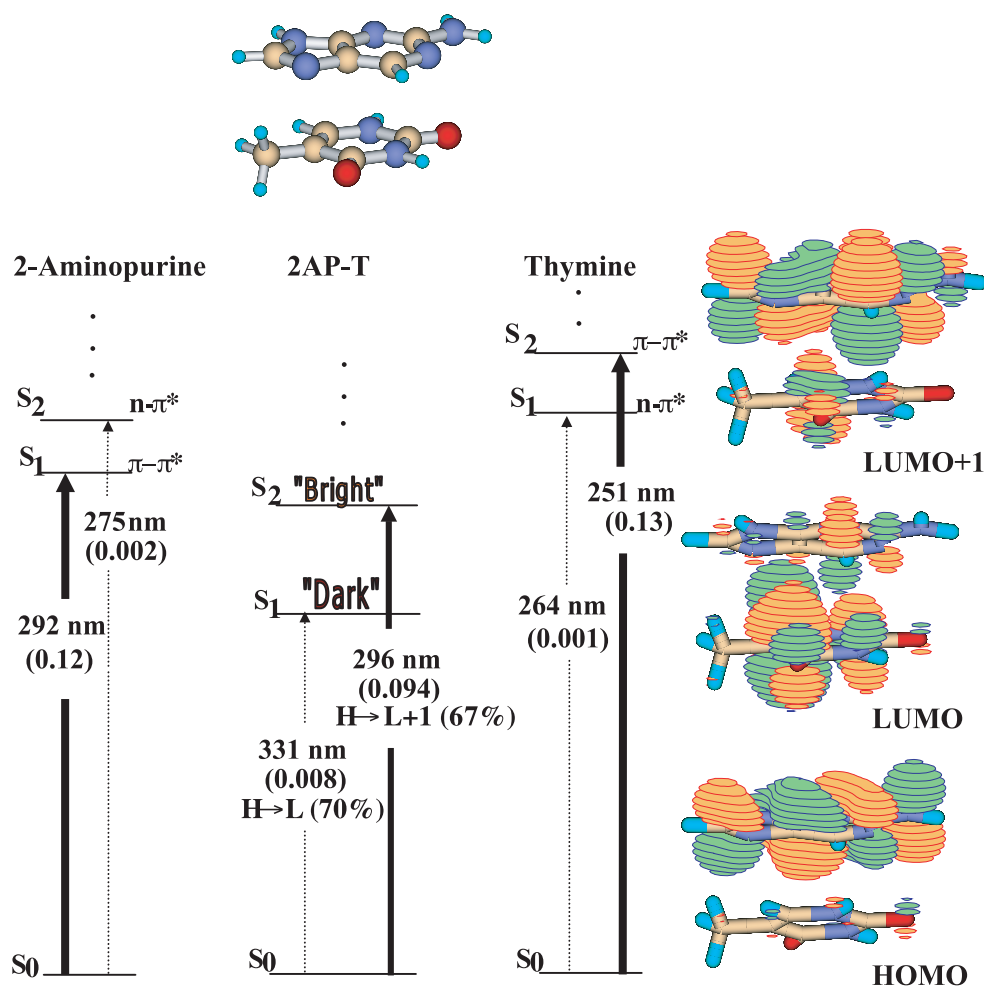 2-Aminopurine
S2 n-π*
S1 π-π*
275nm
(0.002)
292 nm
(0.12)
S0
2AP-T
S2 "Bright"
S1 "Dark"
296 nm
(0.094)
H→L+1 (67%)
331 nm
(0.008)
H→L (70%)
S0
Thymine
S2 π-π*
S1 n-π*
251 nm
(0.13)
264 nm
(0.001)
S0
LUMO+1
LUMO
HOMO